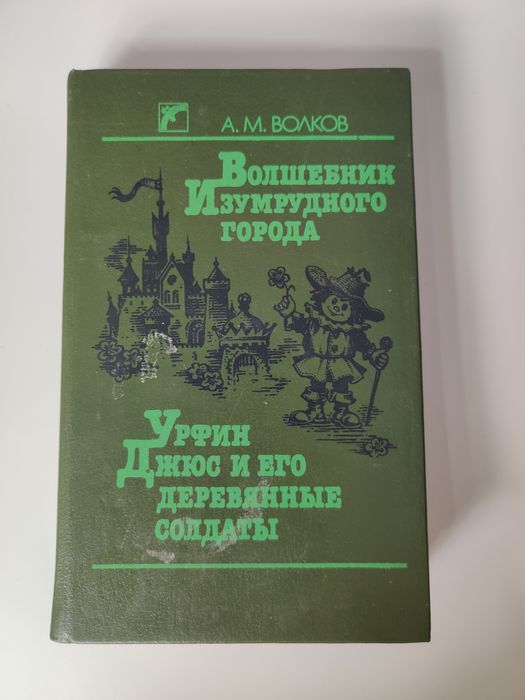 А. М. ВОЛКОВ
ВОЛШЕБНИК
ИЗУМРУДНОГО
ГОРОДА
УРФИН
ДЖЮС И ЕГО
ДЕРЕВЯННЫЕ
СОЛДАТЫ